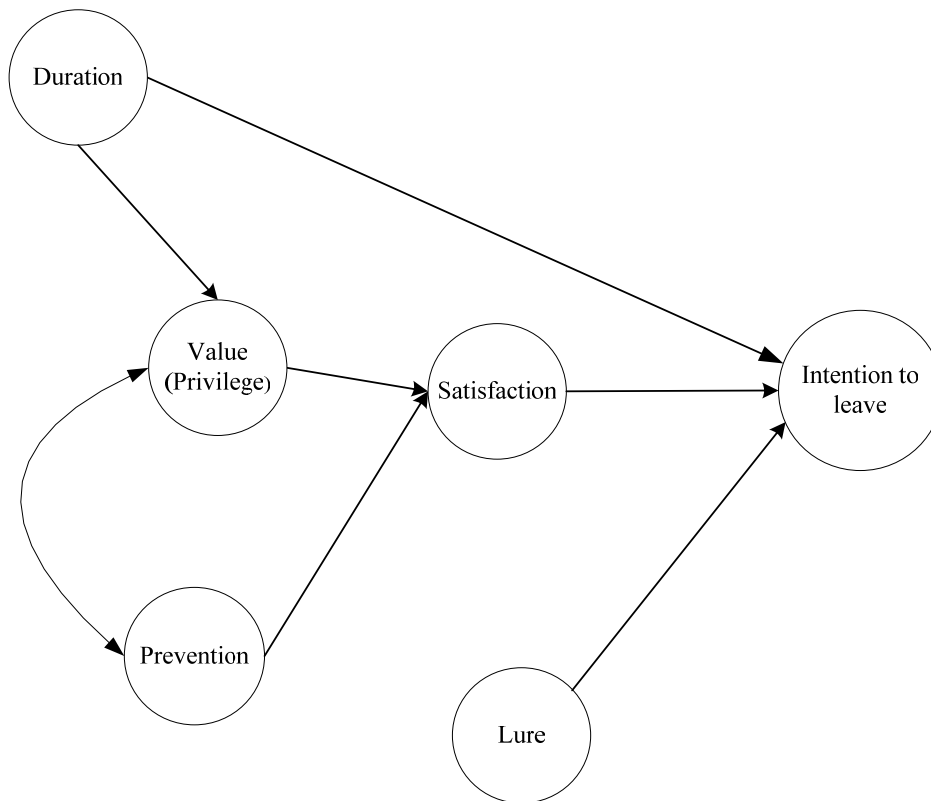 Duration
Value
(Privilege)
Satisfaction
Intention to
leave
Prevention
Lure